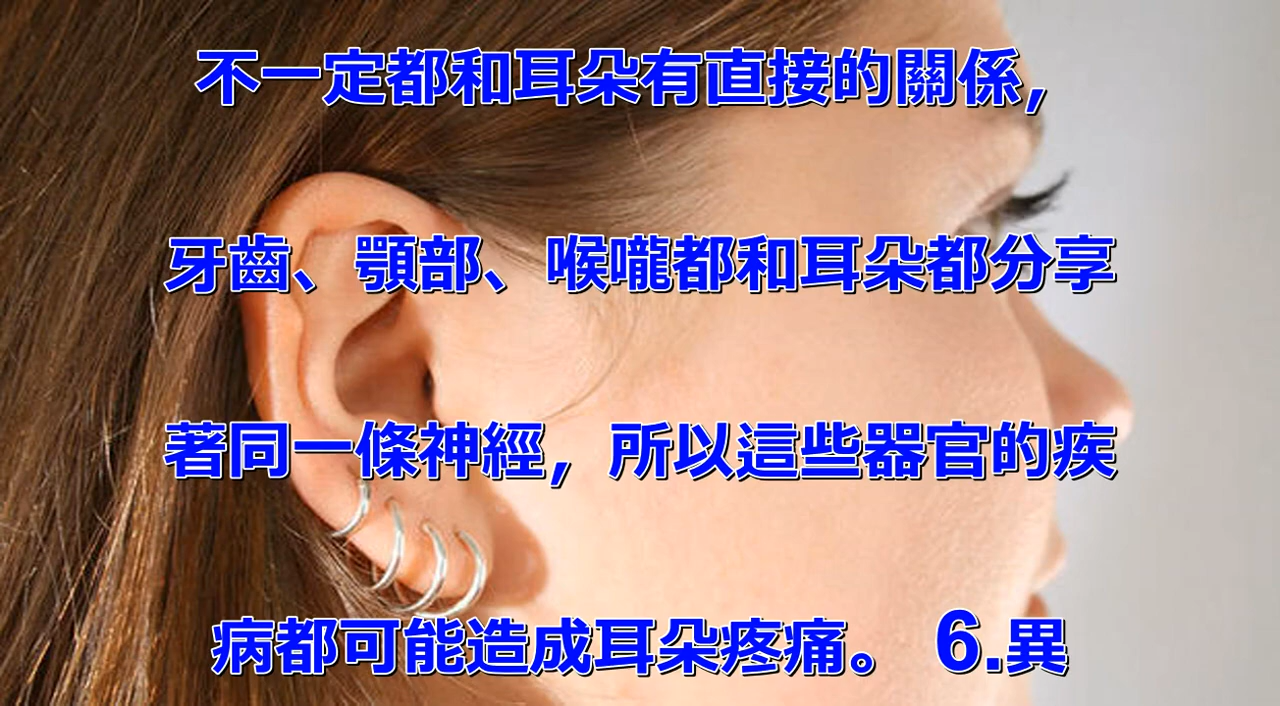 不一定都和耳朵有直接的關係，
牙齒、顎部、喉嚨都和耳朵都分享
著同一條神經，所以這些器官的疾
病都可能造成耳朵疼痛。 6.異